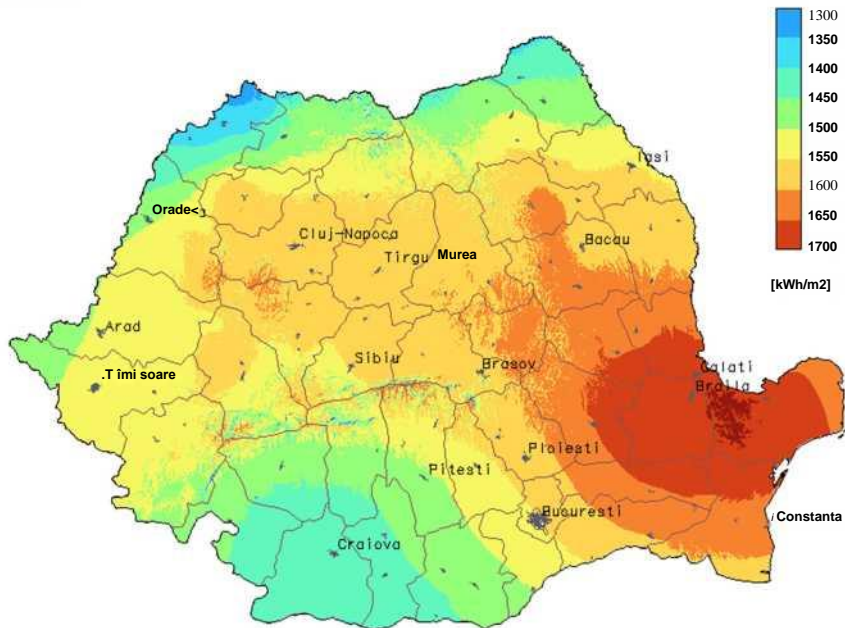 1300
1350
1400
1450
1500
1550
1600
1650
1700
[kWh/m2]
Iasi
Orade<
Cluj-Napoca
Bacau
Tirgu Murea
Arad
Sibiu
Brasov
Galati
Braila
.T îmi soare
Ploiesti
Pitesti
Bucuresti
Constanta
Craiova